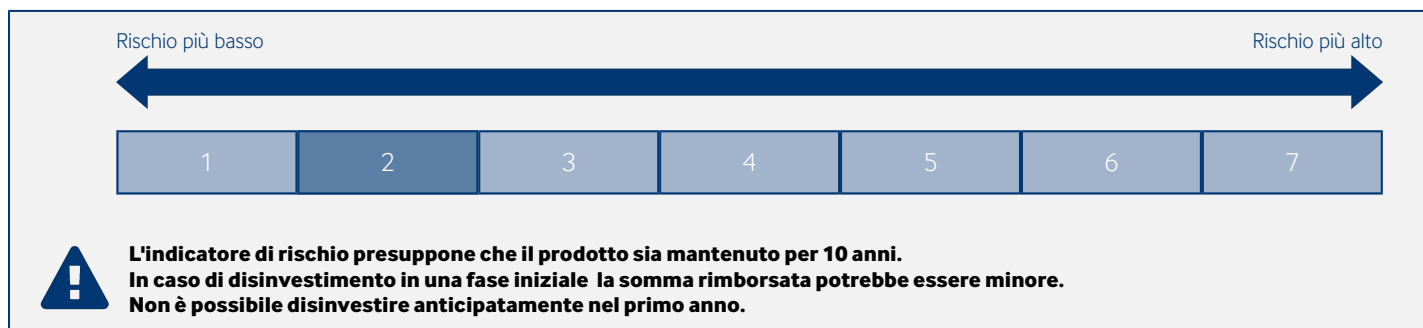 Rischio più basso
Rischio più alto
1 2 3 4 5 6 7
L'indicatore di rischio presuppone che il prodotto sia mantenuto per 10 anni.
In caso di disinvestimento in una fase iniziale la somma rimborsata potrebbe essere minore.
Non è possibile disinvestire anticipatamente nel primo anno.